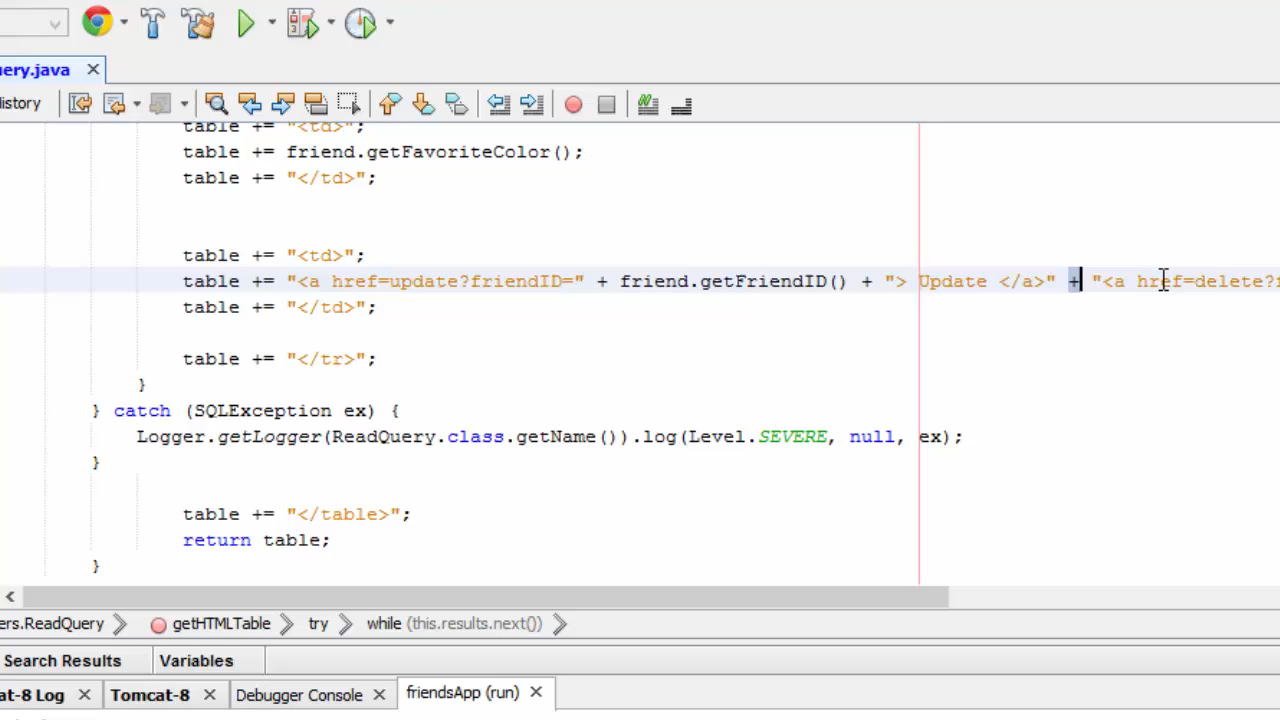 ery.java
istory
table += "<td>";
table += friend.getFavoriteColor();
table += "</td>";
table += "<td>";
table += "<a href=update?friendID=" + friend.getFriendID() + "> Update </a>" + "<a href=delete?f
table += "</td>";
table += "</tr>";
}
} catch (SQLException ex) {
Logger.getLogger(ReadQuery.class.getName()).log(Level.SEVERE, null, ex);
}
table += "</table>";
return table;
}
ers.ReadQuery getHTMLTable try while (this.results.next())
Search Results Variables
at-8 Log Tomcat-8 Debugger Console friendsApp (run)